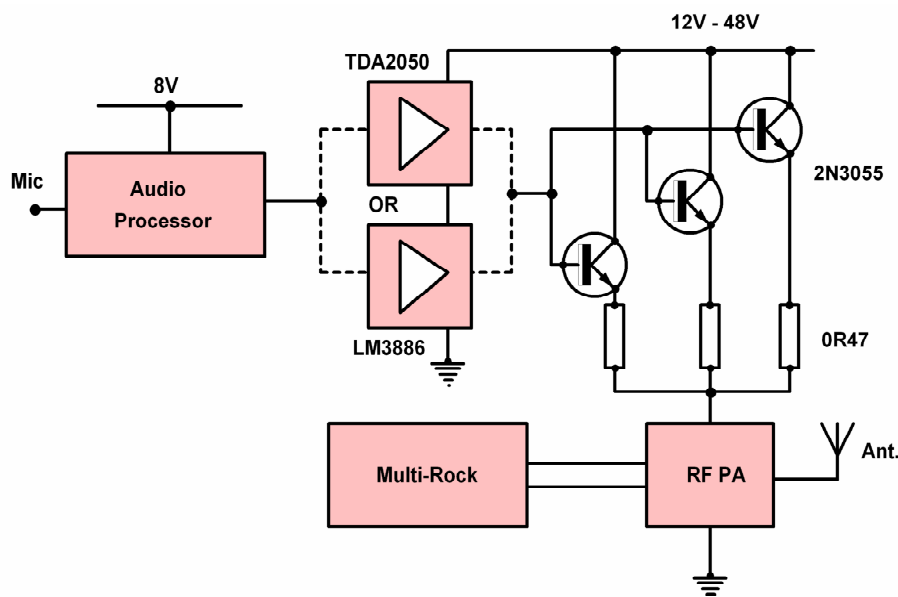 12V - 48V
TDA2050
8V
Mic
Audio
Processor
OR
2N3055
LM3886
0R47
Multi-Rock
RF PA
Ant.